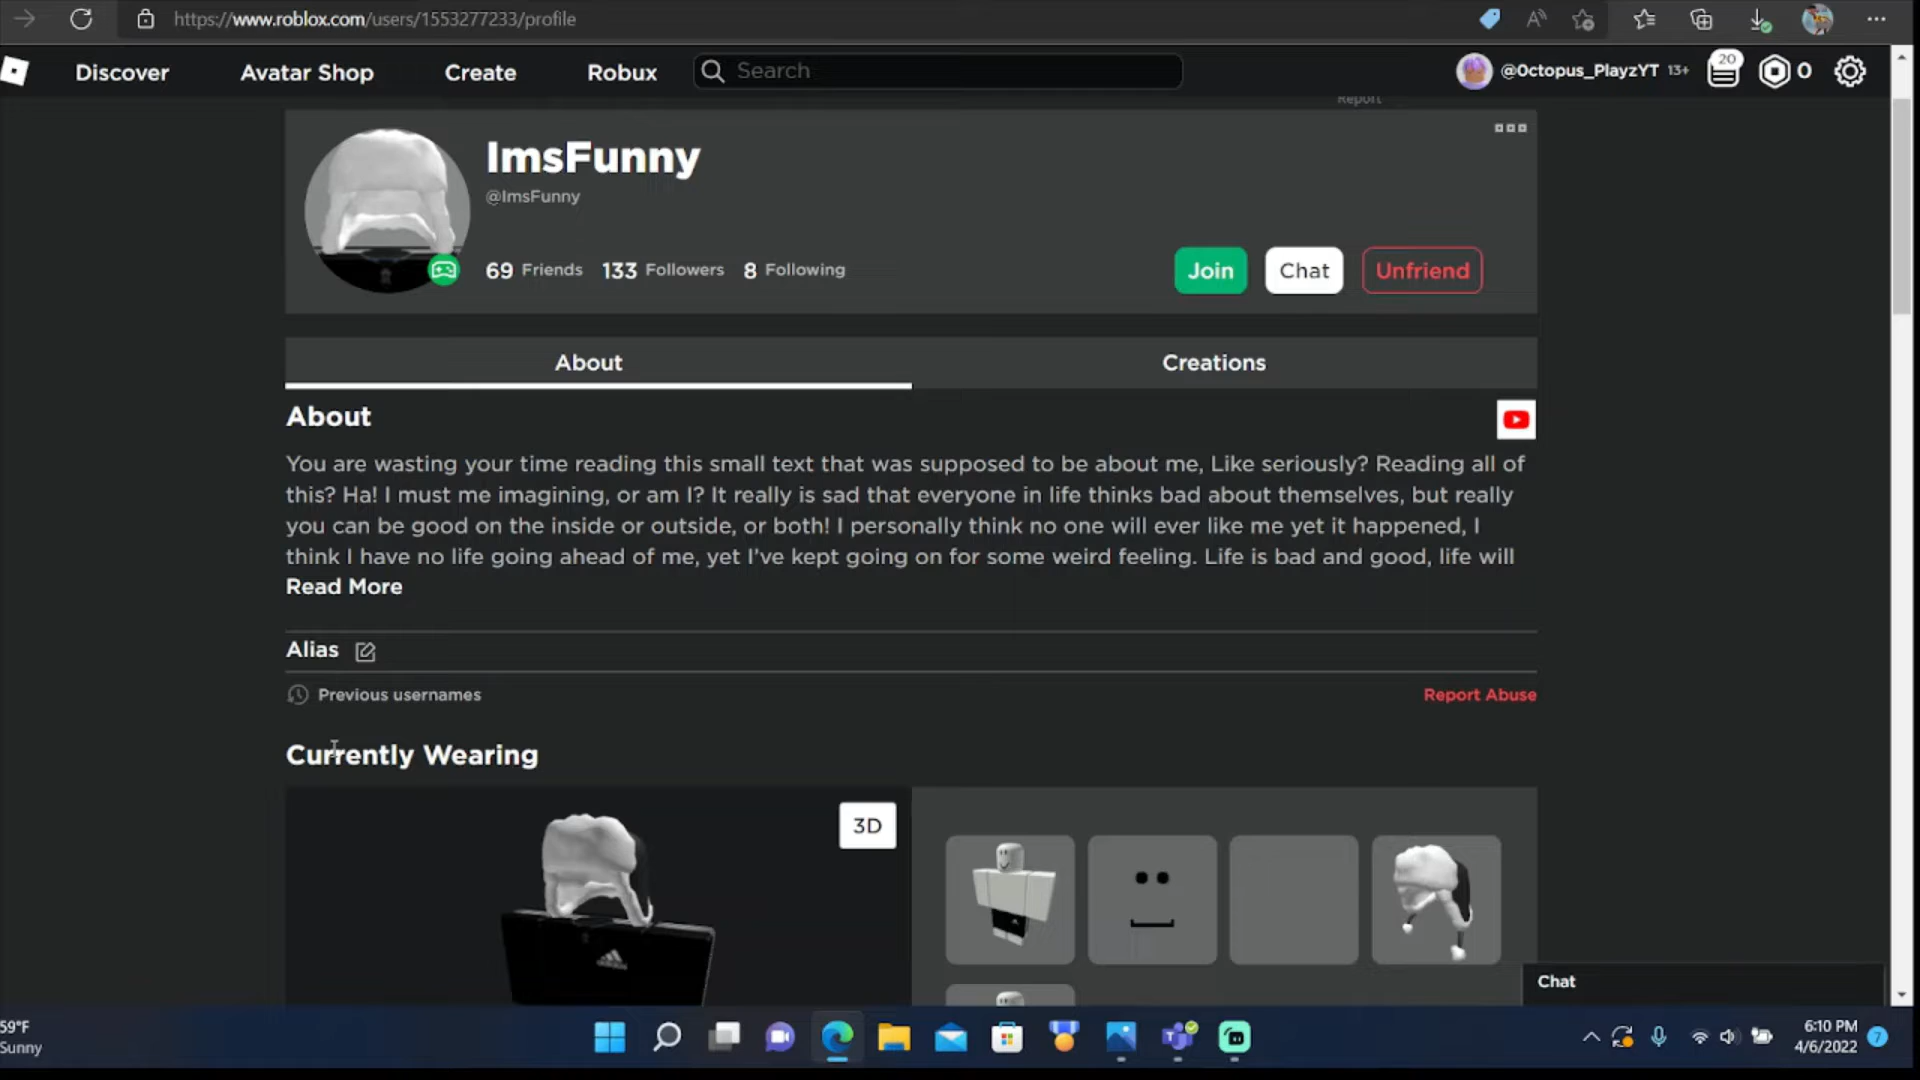 https://www.roblox.com/users/1553277233/profile
Discover Avatar Shop Create Robux Search @0ctopus_PlayzYT 13+ 20 0
Report
ImsFunny
@ImsFunny
69 Friends 133 Followers 8 Following Join Chat Unfriend
About Creations
About
You are wasting your time reading this small text that was supposed to be about me, Like seriously? Reading all of
this? Ha! I must me imagining, or am I? It really is sad that everyone in life thinks bad about themselves, but really
you can be good on the inside or outside, or both! I personally think no one will ever like me yet it happened, I
think I have no life going ahead of me, yet I've kept going on for some weird feeling. Life is bad and good, life will
Read More
Alias
Previous usernames Report Abuse
Currently Wearing
3D
adidas
Chat
59°F
Sunny
6:10 PM
4/6/2022 7